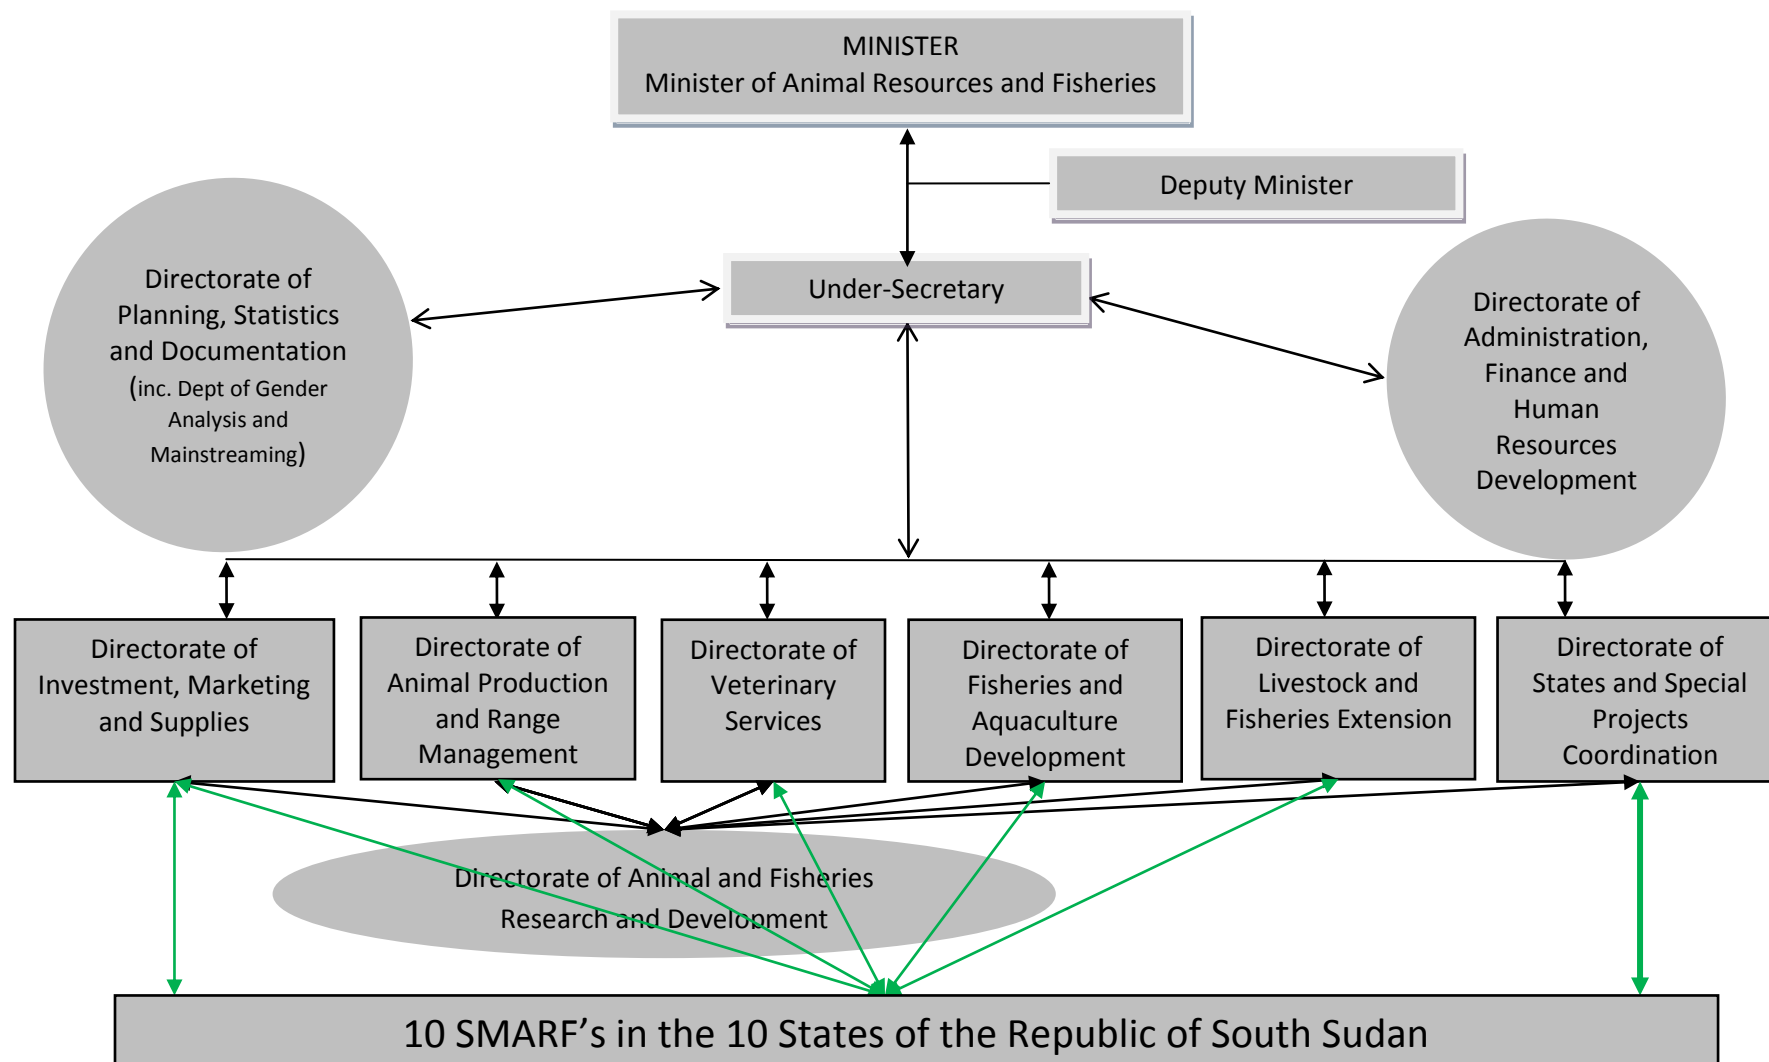 MINISTER
Minister of Animal Resources and Fisheries
Deputy Minister
Under-Secretary
Directorate of
Planning, Statistics
and Documentation
(inc. Dept of Gender
Analysis and
Mainstreaming)
Directorate of
Administration,
Finance and
Human
Resources
Development
Directorate of
Investment, Marketing
and Supplies
Directorate of
Animal Production
and Range
Management
Directorate of
Veterinary
Services
Directorate of
Fisheries and
Aquaculture
Development
Directorate of
Livestock and
Fisheries Extension
Directorate of
States and Special
Projects
Coordination
Directorate of Animal and Fisheries
Research and Development
10 SMARF’s in the 10 States of the Republic of South Sudan